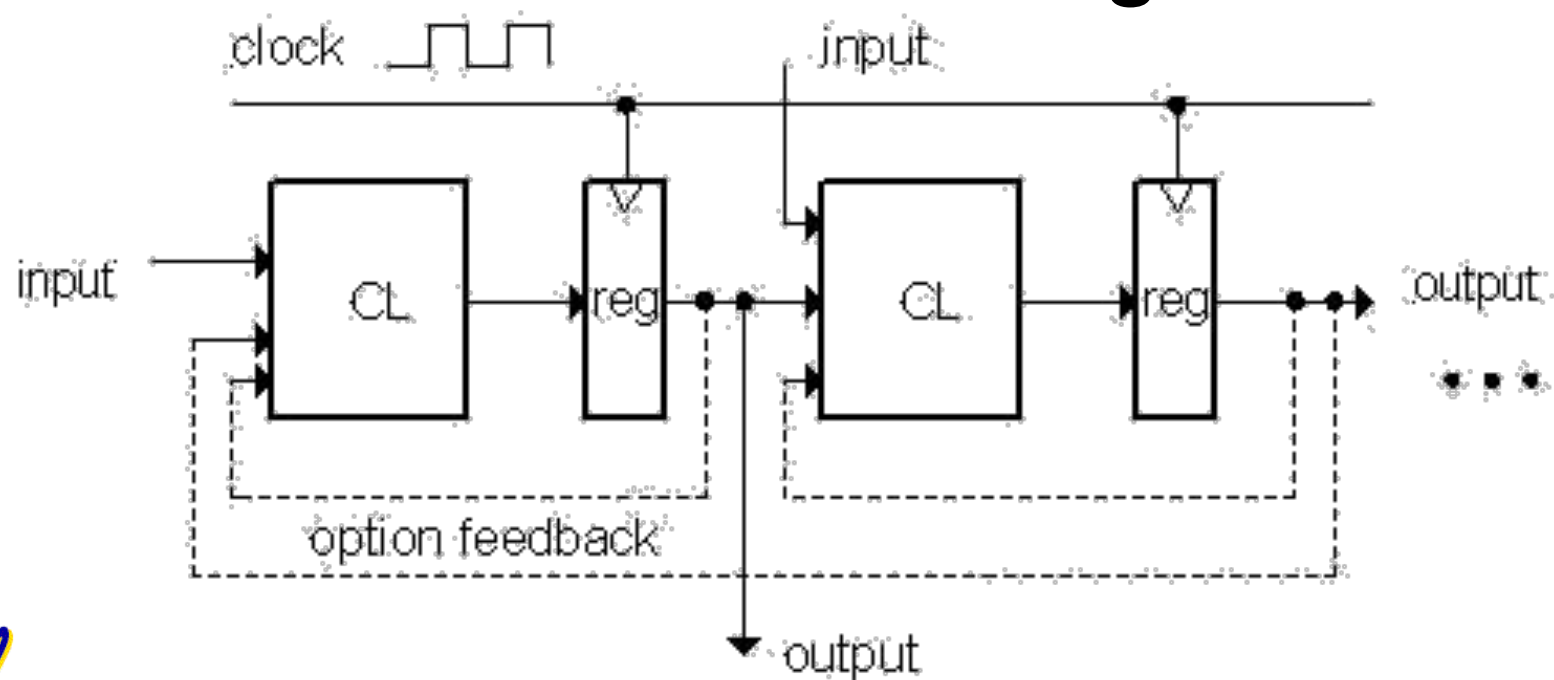 clock
input
input
CL
reg
CL
reg
output
option feedback
output